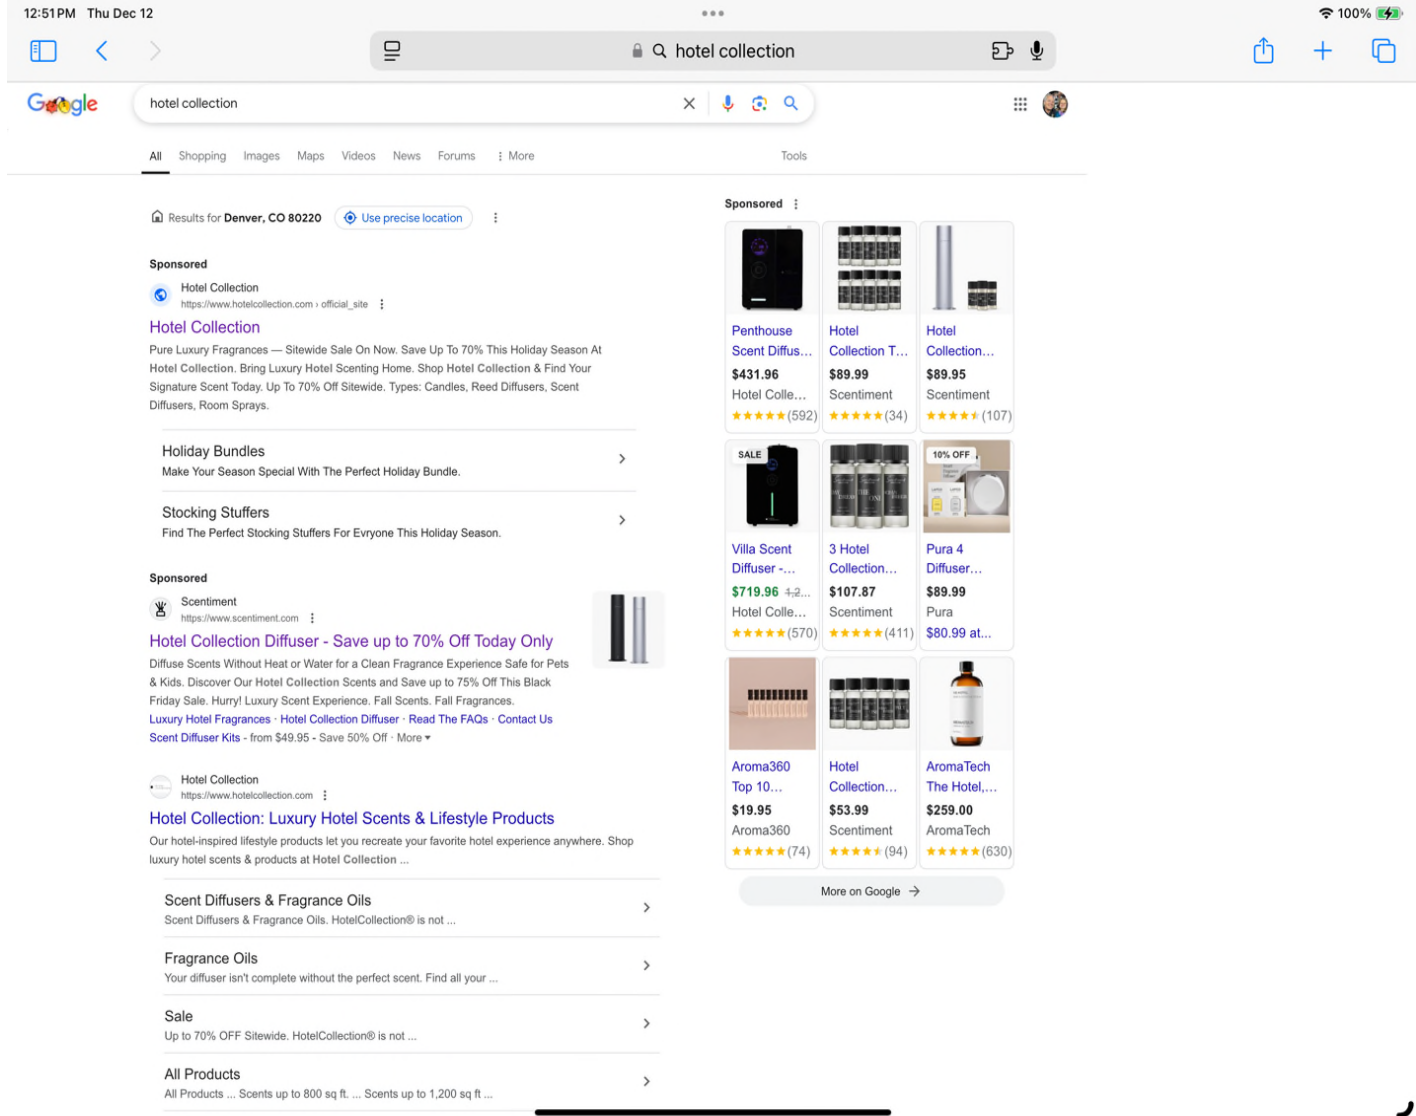 12:51 PM Thu Dec 12
100%
hotel collection
Google
hotel collection
All Shopping Images Maps Videos News Forums More Tools
Results for Denver, CO 80220 Use precise location
Sponsored
Hotel Collection
https://www.hotelcollection.com › official_site
Hotel Collection
Pure Luxury Fragrances — Sitewide Sale On Now. Save Up To 70% This Holiday Season At
Hotel Collection. Bring Luxury Hotel Scenting Home. Shop Hotel Collection & Find Your
Signature Scent Today. Up To 70% Off Sitewide. Types: Candles, Reed Diffusers, Scent
Diffusers, Room Sprays.
Holiday Bundles
Make Your Season Special With The Perfect Holiday Bundle.
Stocking Stuffers
Find The Perfect Stocking Stuffers For Evryone This Holiday Season.
Sponsored
Scentiment
https://www.scentiment.com
Hotel Collection Diffuser - Save up to 70% Off Today Only
Diffuse Scents Without Heat or Water for a Clean Fragrance Experience Safe for Pets
& Kids. Discover Our Hotel Collection Scents and Save up to 75% Off This Black
Friday Sale. Hurry! Luxury Scent Experience. Fall Scents. Fall Fragrances.
Luxury Hotel Fragrances · Hotel Collection Diffuser · Read The FAQs · Contact Us
Scent Diffuser Kits - from $49.95 - Save 50% Off · More
Hotel Collection
https://www.hotelcollection.com
Hotel Collection: Luxury Hotel Scents & Lifestyle Products
Our hotel-inspired lifestyle products let you recreate your favorite hotel experience anywhere. Shop
luxury hotel scents & products at Hotel Collection ...
Scent Diffusers & Fragrance Oils
Scent Diffusers & Fragrance Oils. HotelCollection® is not ...
Fragrance Oils
Your diffuser isn't complete without the perfect scent. Find all your ...
Sale
Up to 70% OFF Sitewide. HotelCollection® is not ...
All Products
All Products ... Scents up to 800 sq ft. ... Scents up to 1,200 sq ft ...
Sponsored
Penthouse
Scent Diffus...
$431.96
Hotel Colle...
(592)
Hotel
Collection T...
$89.99
Scentiment
(34)
Hotel
Collection...
$89.95
Scentiment
(107)
SALE
Villa Scent
Diffuser -...
$719.96 1,2...
Hotel Colle...
(570)
3 Hotel
Collection...
$107.87
Scentiment
(411)
10% OFF
Pura 4
Diffuser...
$89.99
Pura
$80.99 at...
Aroma360
Top 10...
$19.95
Aroma360
(74)
Hotel
Collection...
$53.99
Scentiment
(94)
AromaTech
The Hotel,...
$259.00
AromaTech
(630)
More on Google